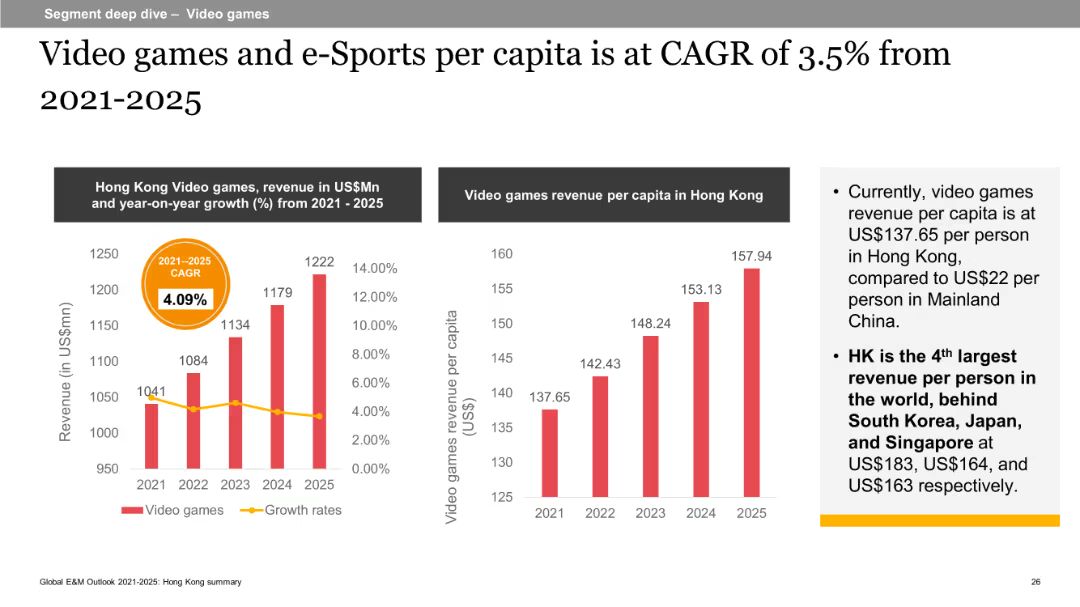 Segment deep dive – Video games
Video games and e-Sports per capita is at CAGR of 3.5% from
2021-2025
Hong Kong Video games, revenue in US$Mn
and year-on-year growth (%) from 2021 - 2025
2021–2025
CAGR
4.09%
Revenue (in US$mn)
1250
1200
1150
1100
1050
1000
950
1041
1084
1134
1179
1222
14.00%
12.00%
10.00%
8.00%
6.00%
4.00%
2.00%
0.00%
2021 2022 2023 2024 2025
Video games Growth rates
Video games revenue per capita in Hong Kong
Video games revenue per capita
(US$)
160
155
150
145
140
135
130
125
137.65
142.43
148.24
153.13
157.94
2021 2022 2023 2024 2025
• Currently, video games
revenue per capita is at
US$137.65 per person
in Hong Kong,
compared to US$22 per
person in Mainland
China.
• HK is the 4th largest
revenue per person in
the world, behind
South Korea, Japan,
and Singapore at
US$183, US$164, and
US$163 respectively.
Global E&M Outlook 2021-2025: Hong Kong summary
26